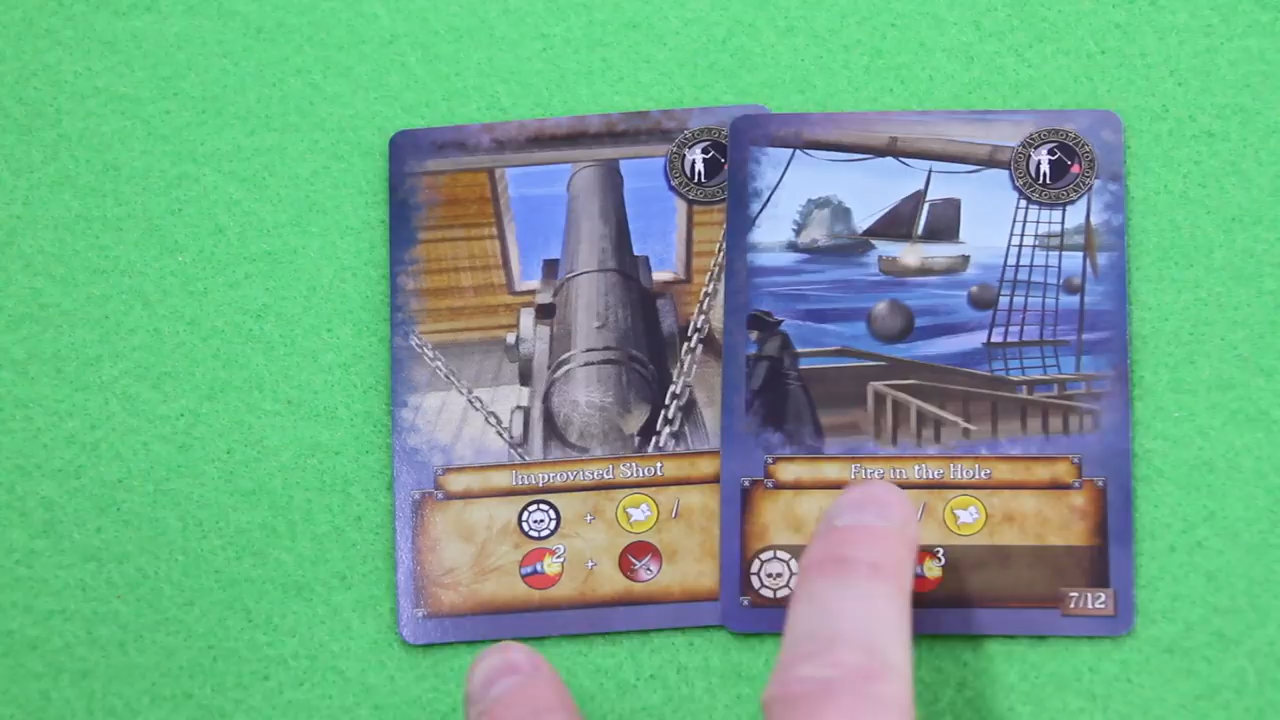 Improvised Shot
+ /
2 +
Fire in the Hole
/
3
7/12